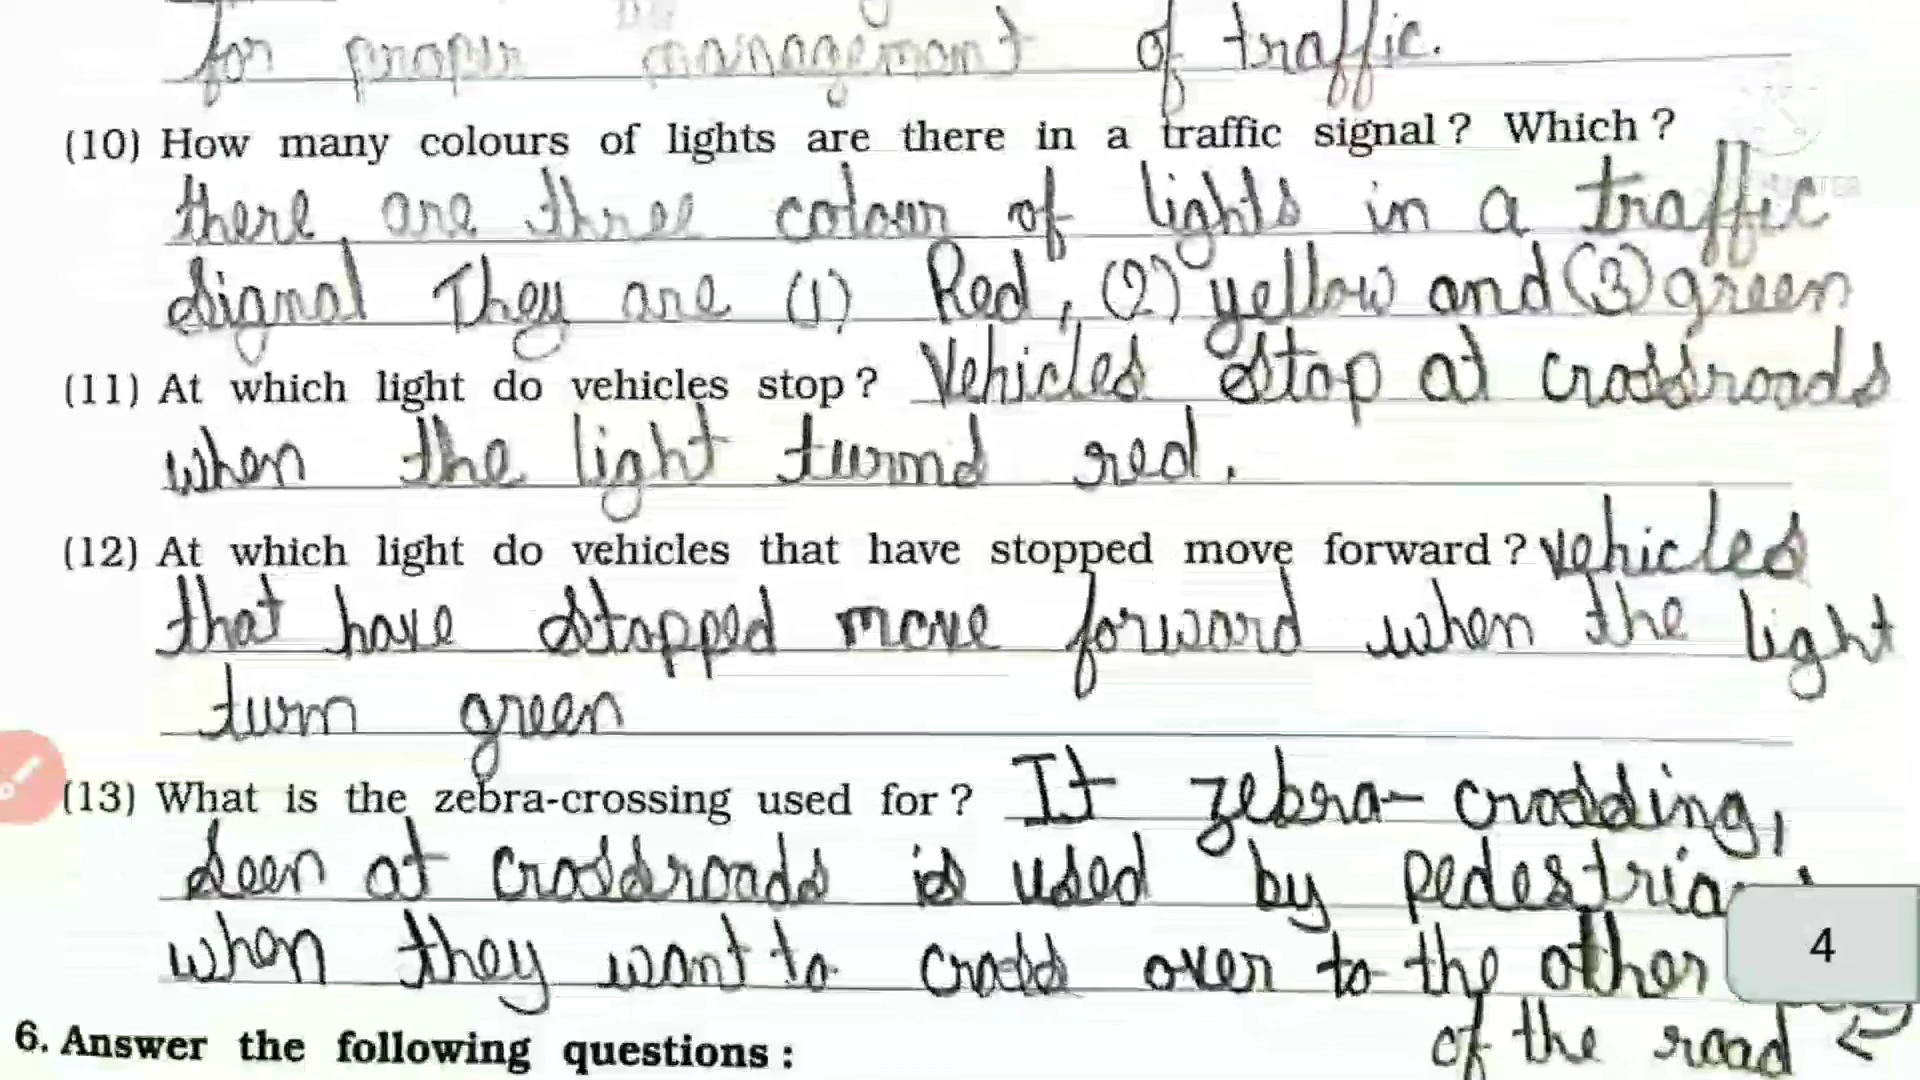 for proper management of traffic.
(10) How many colours of lights are there in a traffic signal? Which?
there are three colour of lights in a traffic
signal They are (1) Red, (2) yellow and (3) green
(11) At which light do vehicles stop? Vehicles stop at crossroads
when the light turnd red.
(12) At which light do vehicles that have stopped move forward? vehicles
that have stopped move forward when the light
turn green
(13) What is the zebra-crossing used for? It zebra-crossing,
seen at crossroads is used by
when they want to cross over to the other
4
of the road
6. Answer the following questions: